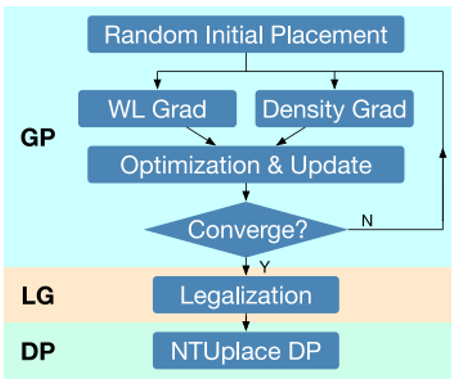 Random Initial Placement
WL Grad
Density Grad
GP
Optimization & Update
Converge?
N
Y
LG
Legalization
DP
NTUplace DP